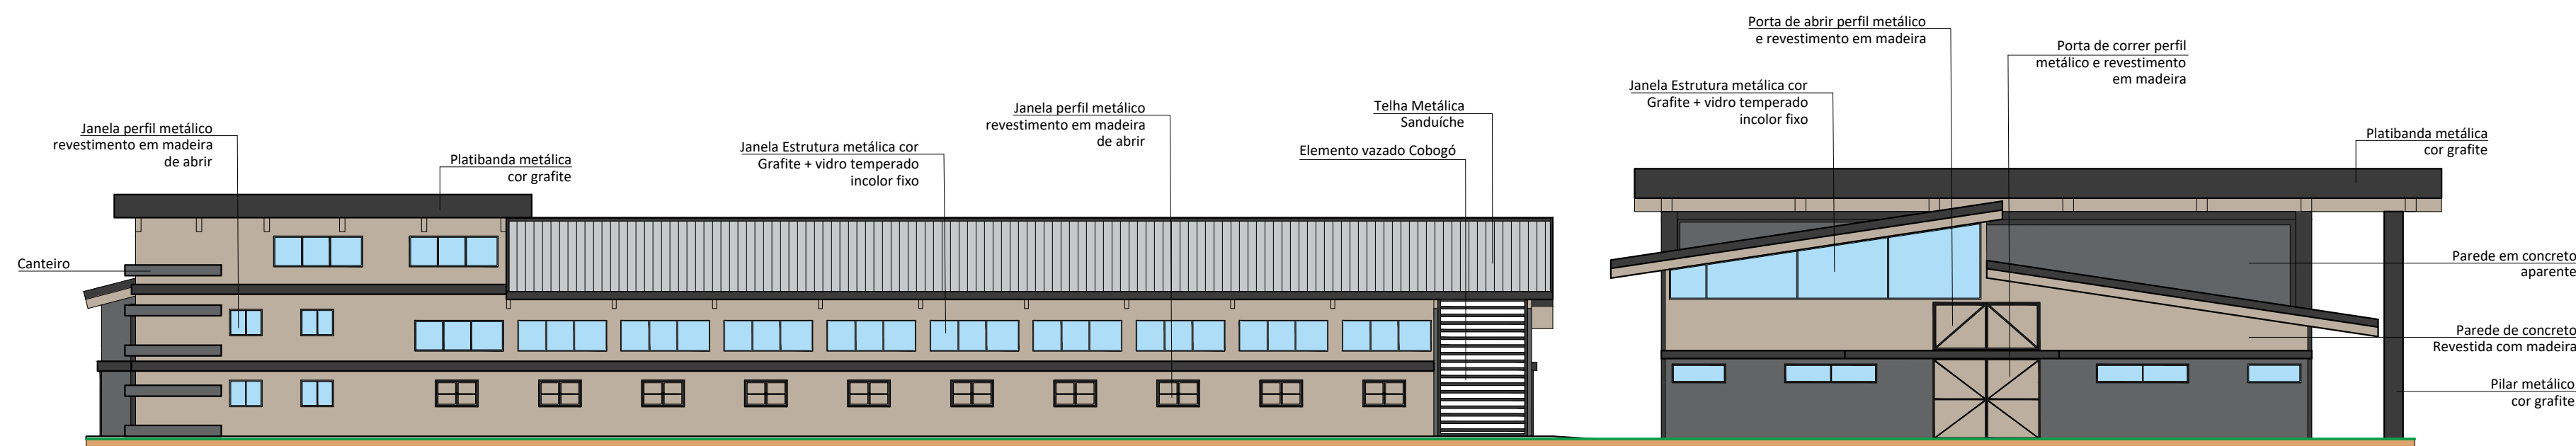 Canteiro
Janela perfil metálico
revestimento em madeira
de abrir
Platibanda metálica
cor grafite
Janela Estrutura metálica cor
Grafite + vidro temperado
incolor fixo
Janela perfil metálico
revestimento em madeira
de abrir
Telha Metálica
Sanduíche
Elemento vazado Cobogó
Janela Estrutura metálica cor
Grafite + vidro temperado
incolor fixo
Porta de abrir perfil metálico
e revestimento em madeira
Porta de correr perfil
metálico e revestimento
em madeira
Platibanda metálica
cor grafite
Parede em concreto
aparente
Parede de concreto
Revestida com madeira
Pilar metálico
cor grafite